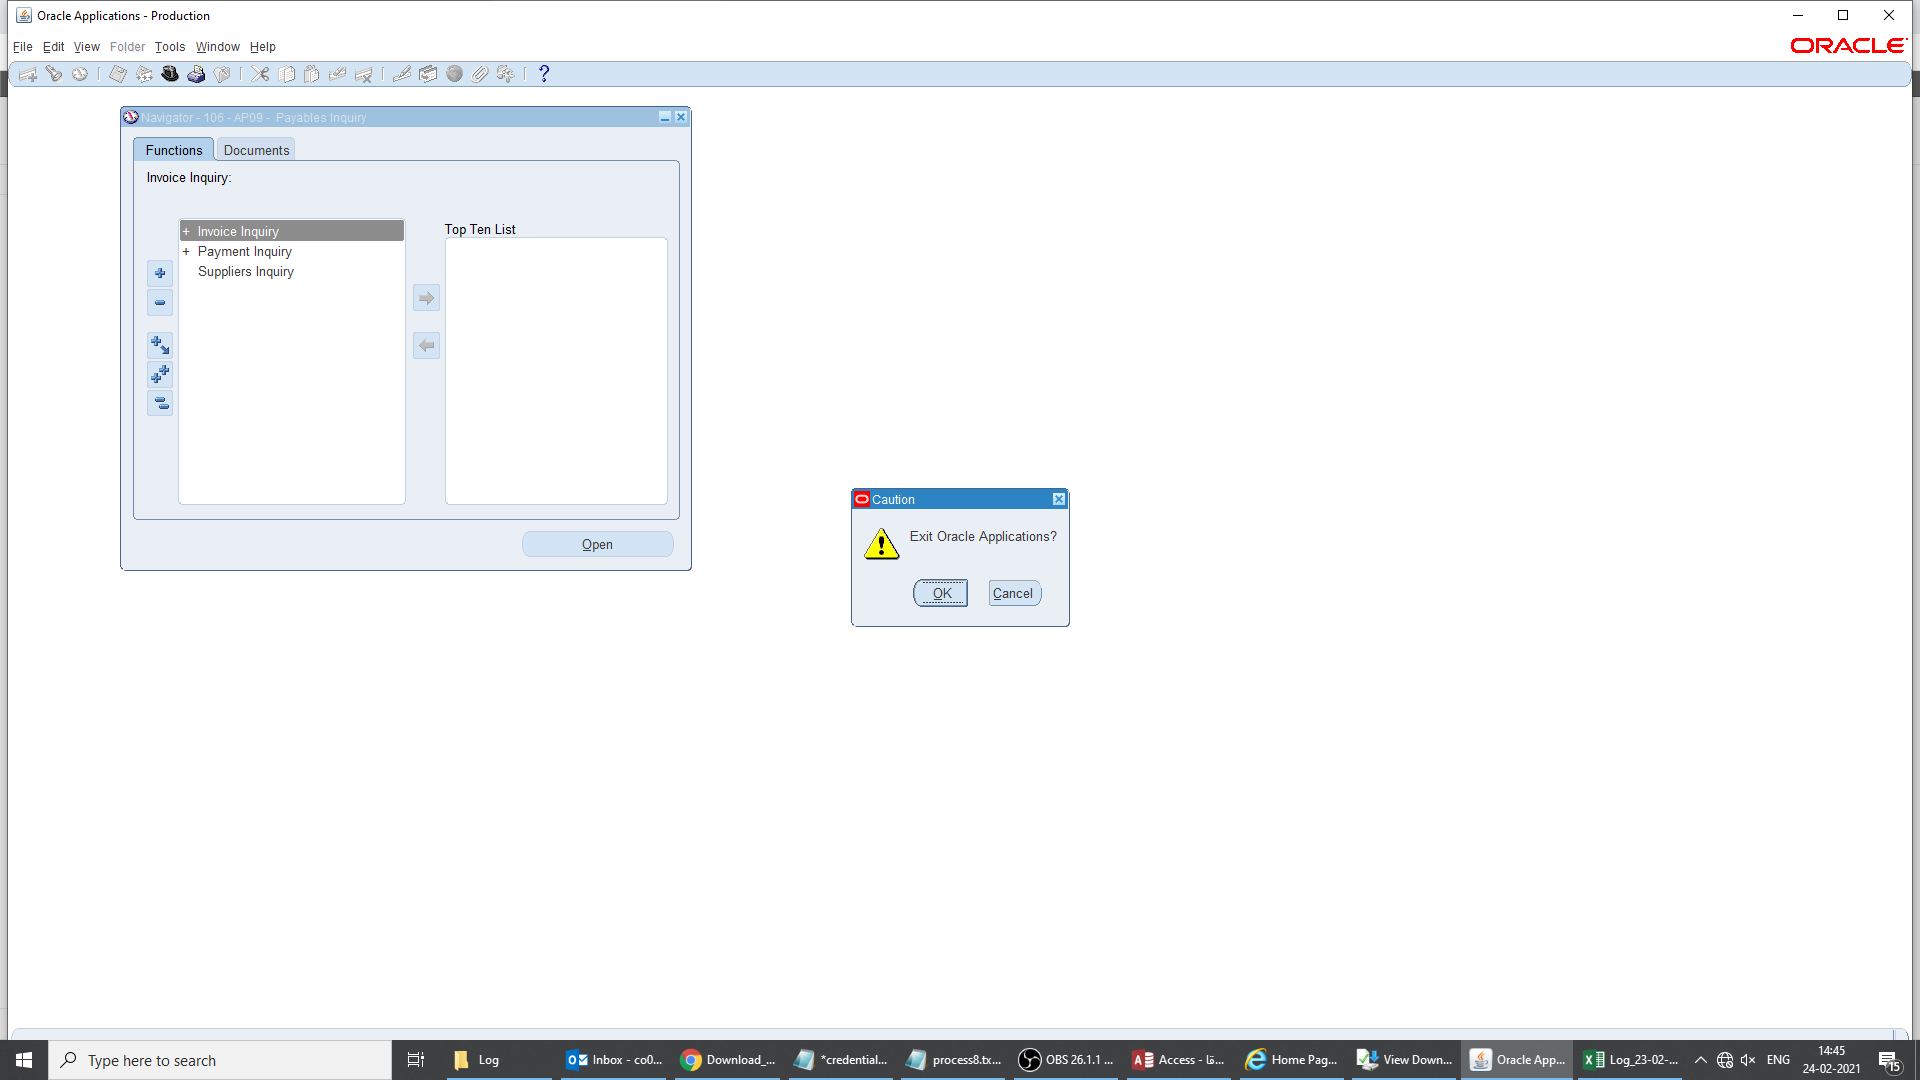 Oracle Applications - Production
File Edit View Folder Tools Window Help
ORACLE
Navigator - 106 - AP09 - Payables Inquiry
Functions Documents
Invoice Inquiry:
+ Invoice Inquiry
+ Payment Inquiry
Suppliers Inquiry
Top Ten List
Open
Caution
Exit Oracle Applications?
OK Cancel
Type here to search
Log
Inbox - co0...
Download_...
*credential...
process8.tx...
OBS 26.1.1 ...
Access - قا...
Home Pag...
View Down...
Oracle App...
Log_23-02-...
ENG
14:45
24-02-2021
15